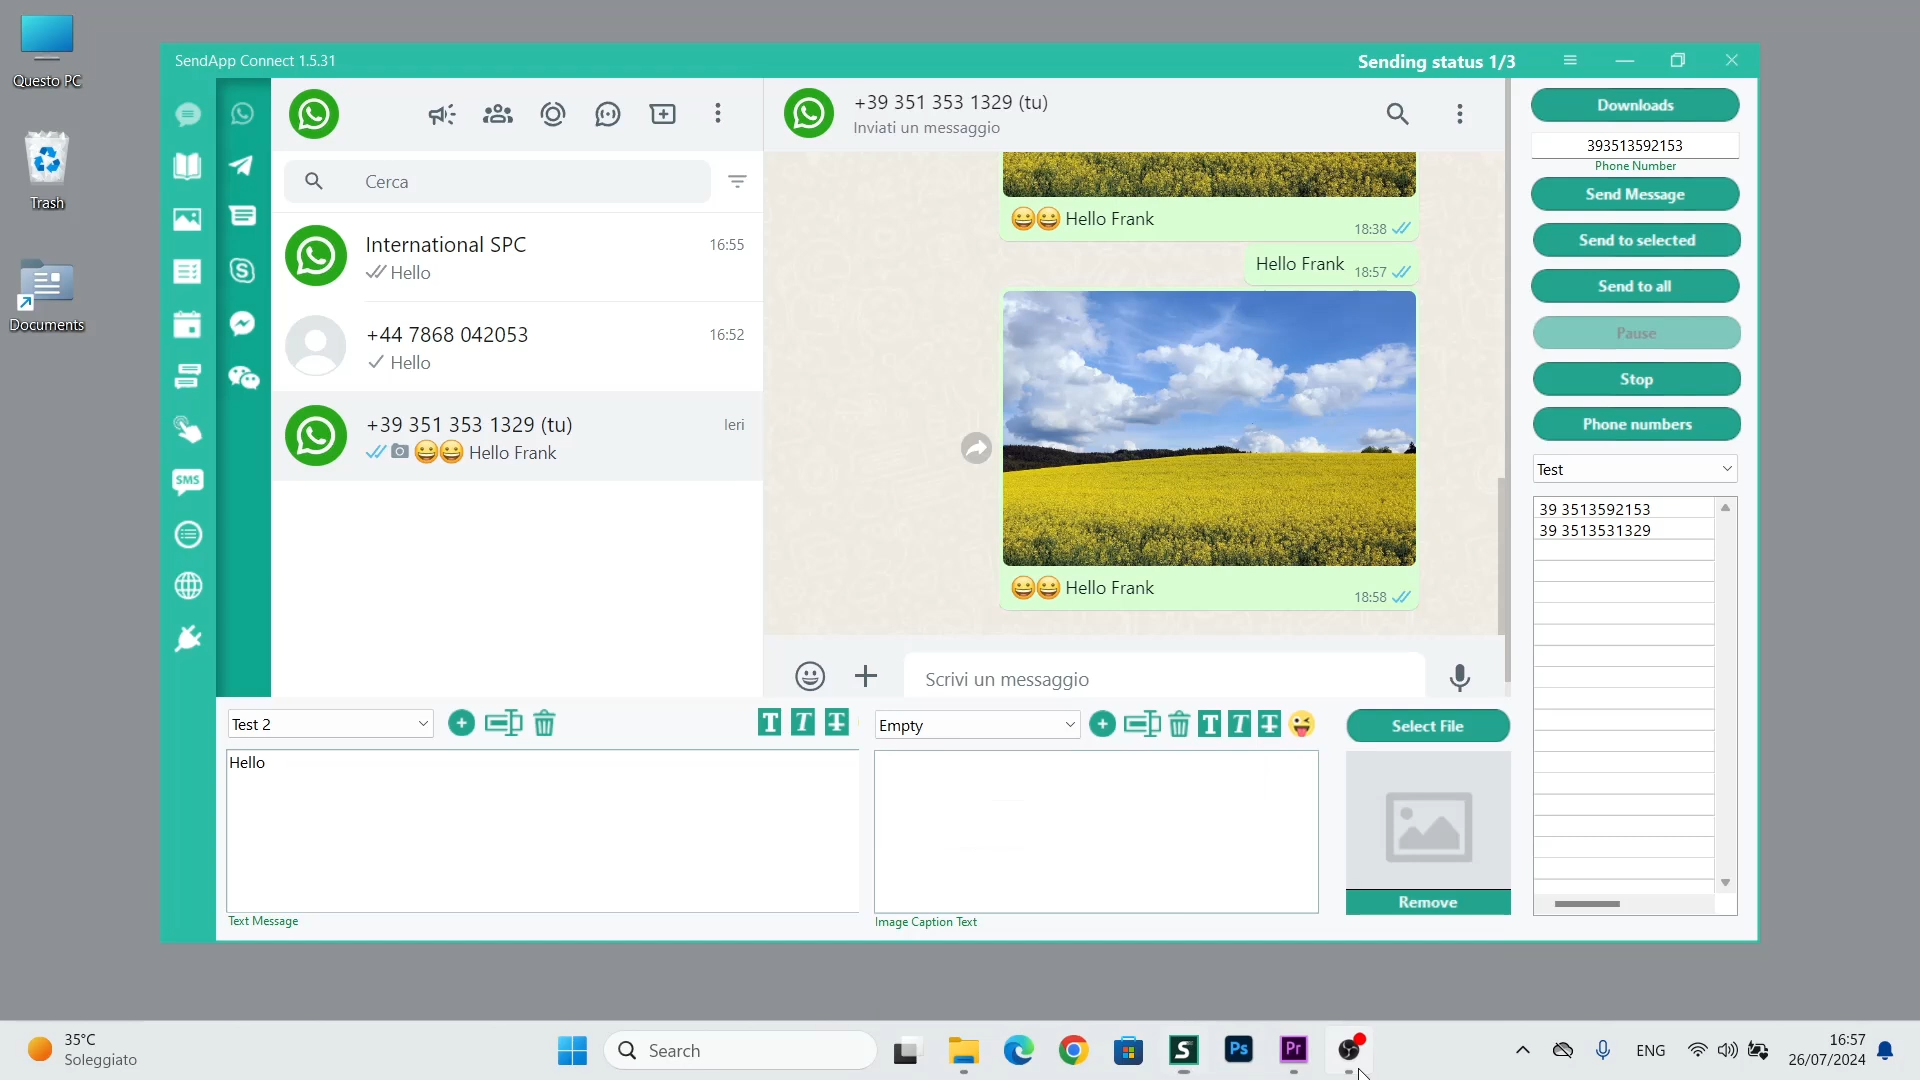 Questo PC
Trash
Documents
SendApp Connect 1.5.31
Sending status 1/3
SMS
Cerca
International SPC
16:55
Hello
+44 7868 042053
16:52
Hello
+39 351 353 1329 (tu)
Ieri
😀😀 Hello Frank
+39 351 353 1329 (tu)
Inviati un messaggio
😀😀 Hello Frank
18:38
Hello Frank
18:57
😀😀 Hello Frank
18:58
Scrivi un messaggio
Downloads
393513592153
Phone Number
Send Message
Send to selected
Send to all
Pause
Stop
Phone numbers
Test
39 3513592153
39 3513531329
Test 2
T T T
Hello
Text Message
Empty
T T T
Image Caption Text
Select File
Remove
35°C
Soleggiato
Search
S
Ps
Pr
ENG
16:57
26/07/2024